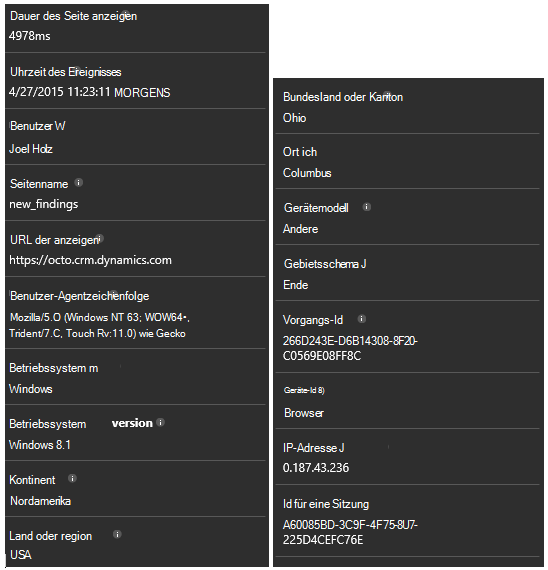 Dauer des Seite anzeigen
4978ms
Uhrzeit des Ereignisses
4/27/2015 11:23:11 MORGENS
Benutzer W
Joel Holz
Seitenname
new_findings
URL der anzeigen
https://octo.crm.dynamics.com
Benutzer-Agentzeichenfolge
Mozilla/5.O (Windows NT 63; WOW64•,
Trident/7.C, Touch Rv:11.0) wie Gecko
Betriebssystem m
Windows
Betriebssystem version
Windows 8.1
Kontinent
Nordamerika
Land oder region
USA
Bundesland oder Kanton
Ohio
Ort ich
Columbus
Gerätemodell
Andere
Gebietsschema J
Ende
Vorgangs-Id
266D243E-D6B14308-8F20-
C0569E08FF8C
Geräte-Id 8)
Browser
IP-Adresse J
0.187.43.236
Id für eine Sitzung
A60085BD-3C9F-4F75-8U7-
225D4CEFC76E